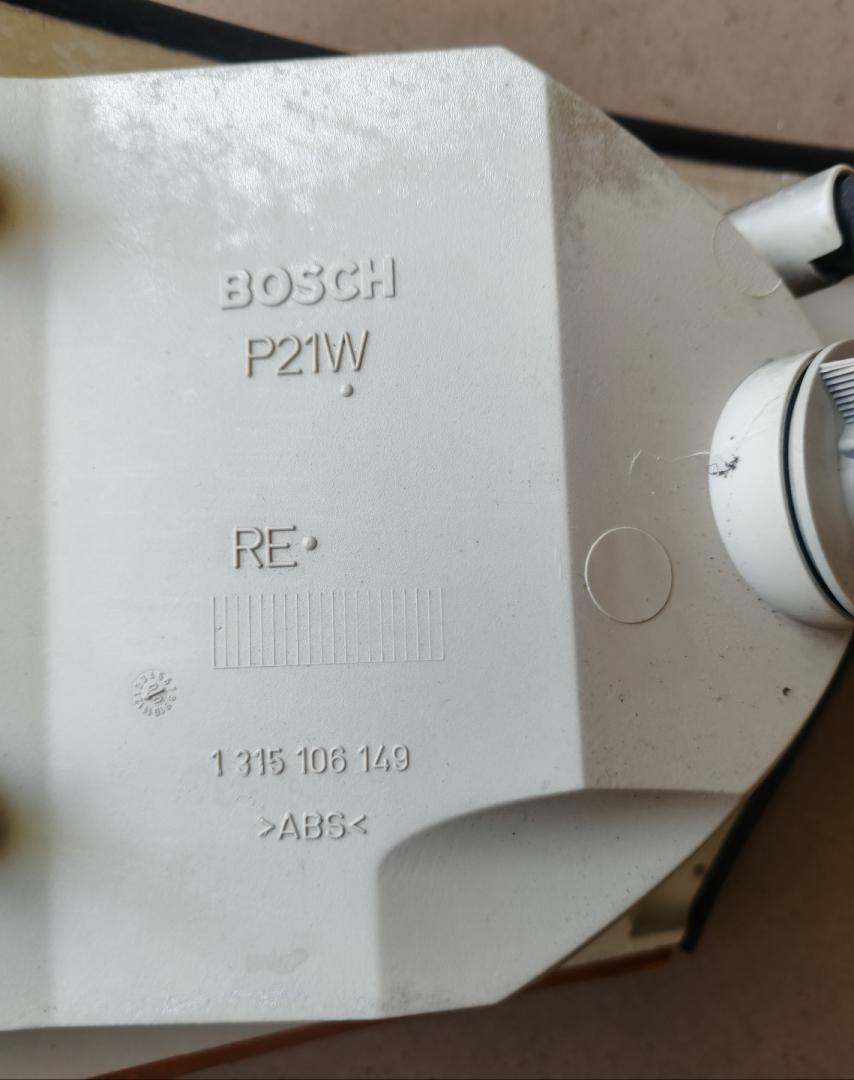 BOSCH
P21W
RE
1 315 106 149
>ABS<